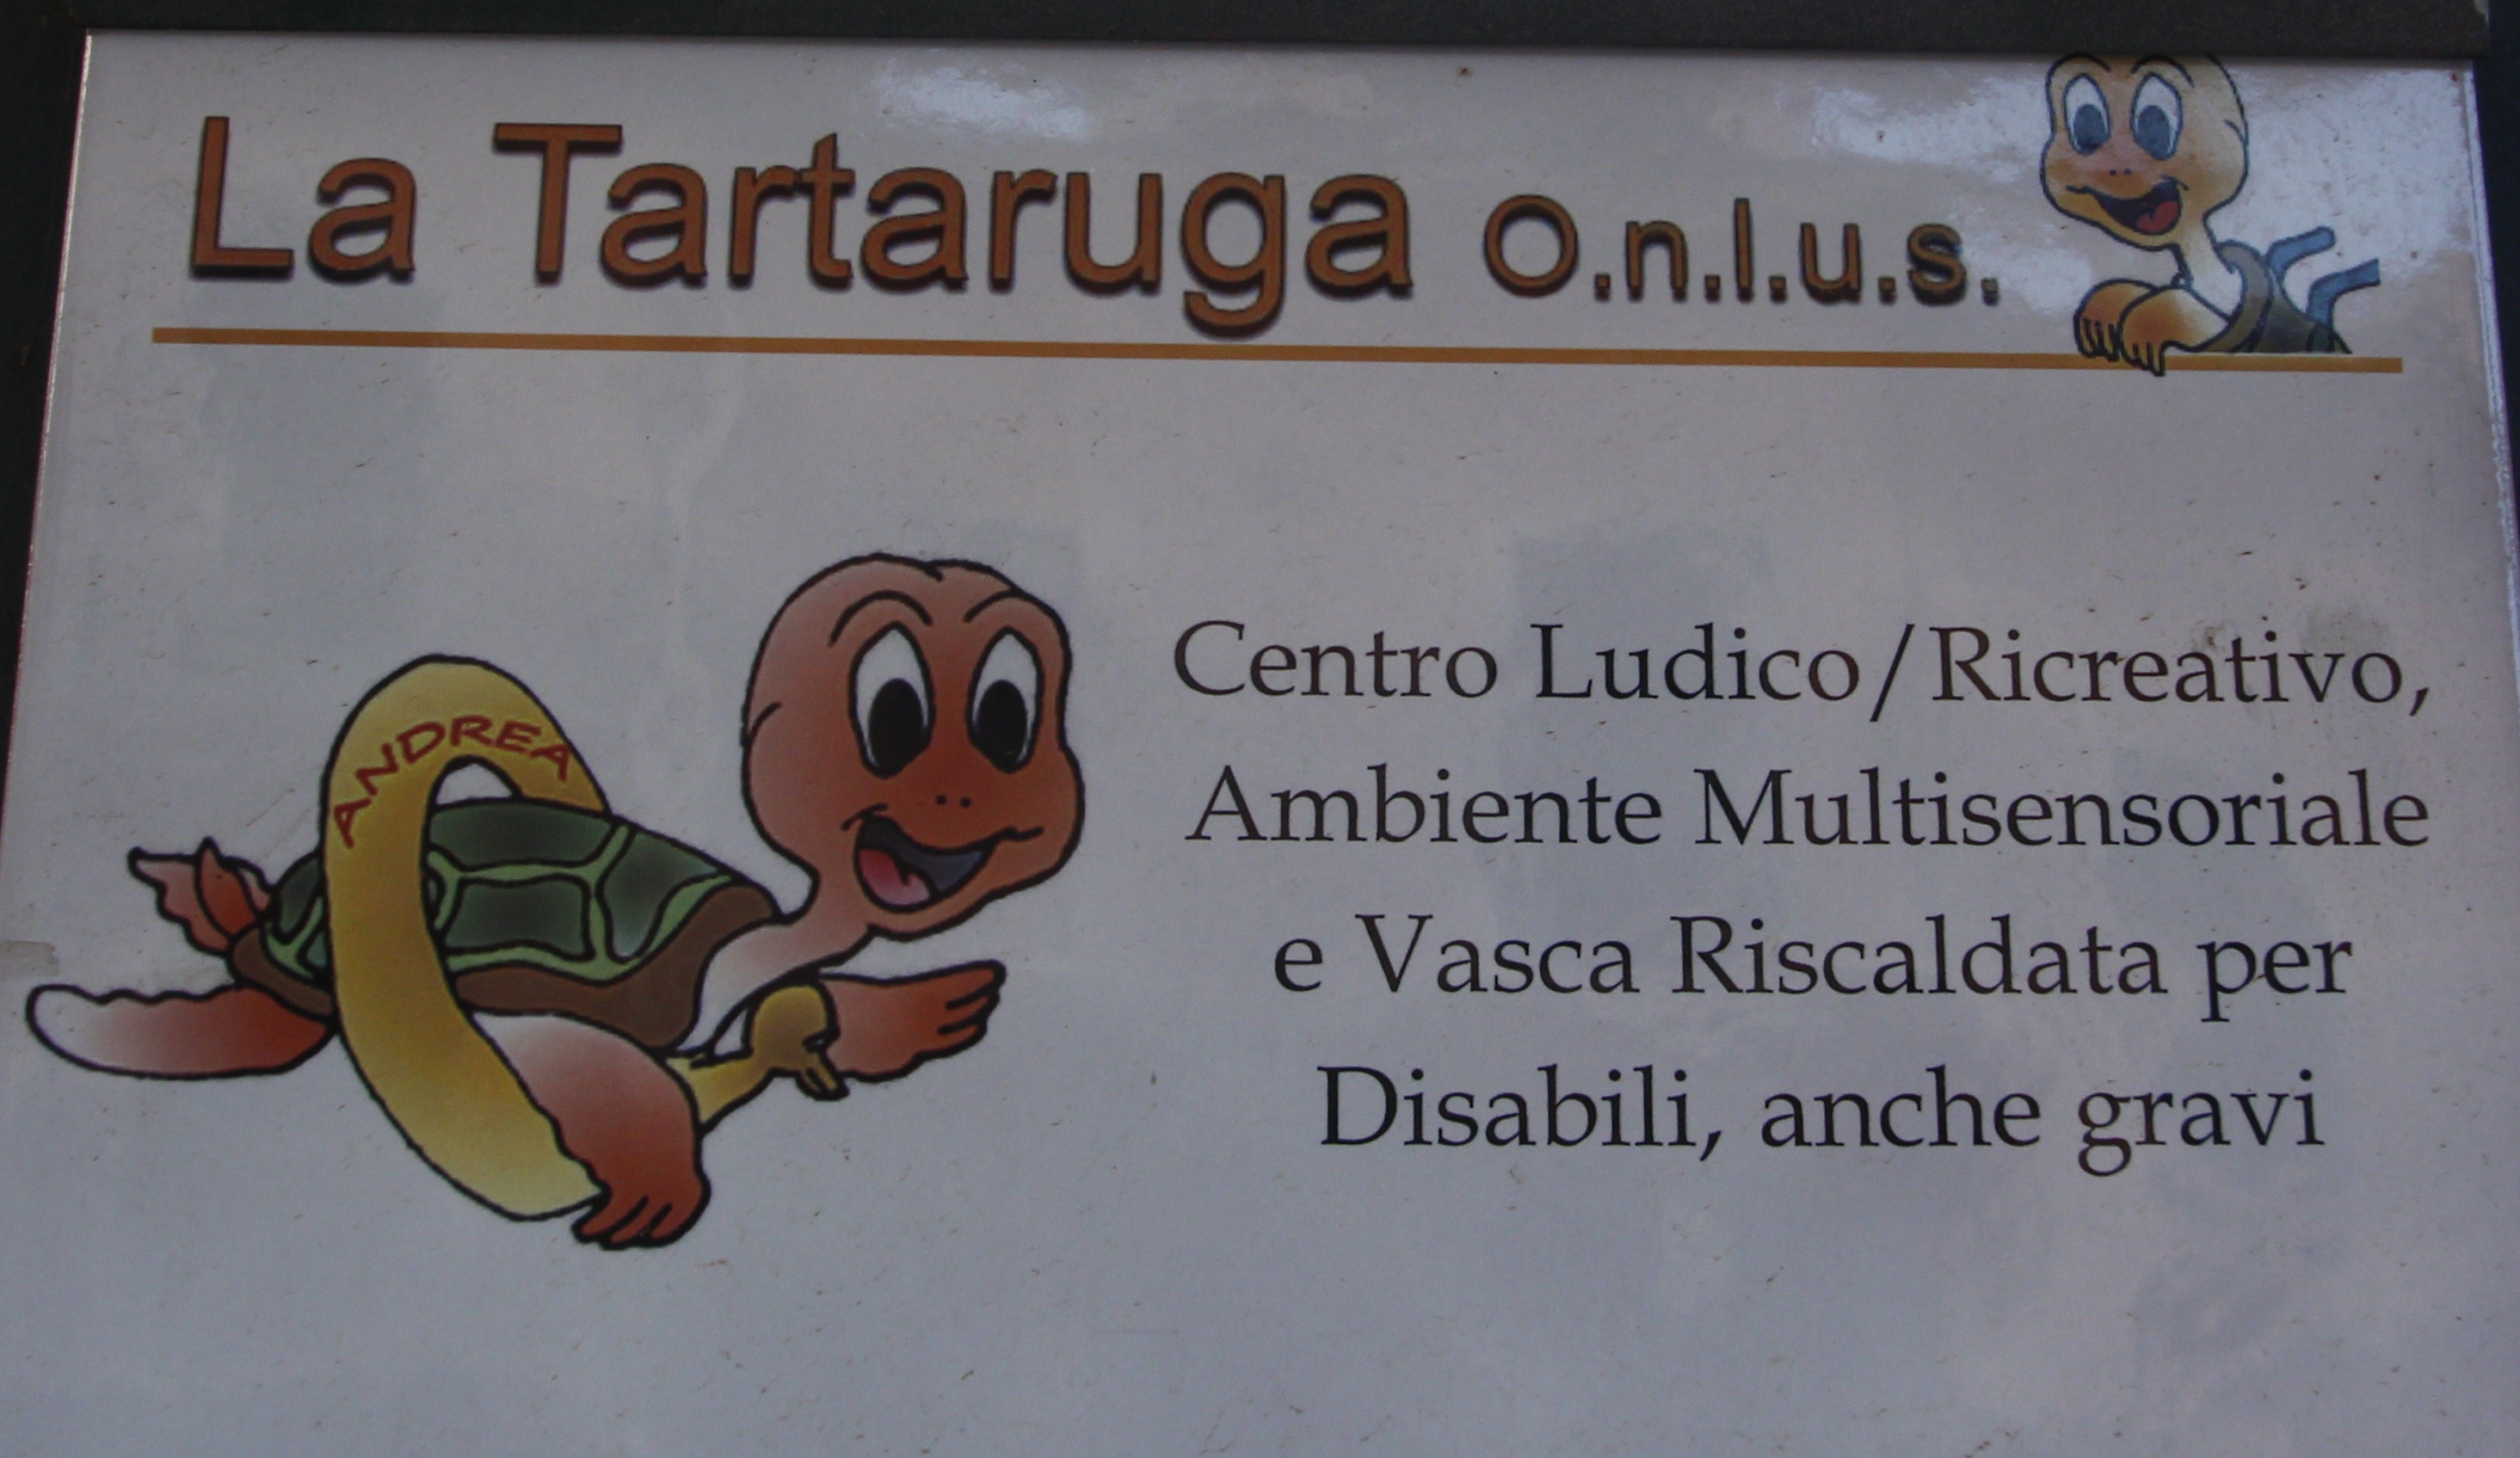 La Tartaruga o.n.l.u.s.
ANDREA
Centro Ludico/Ricreativo,
Ambiente Multisensoriale
e Vasca Riscaldata per
Disabili, anche gravi